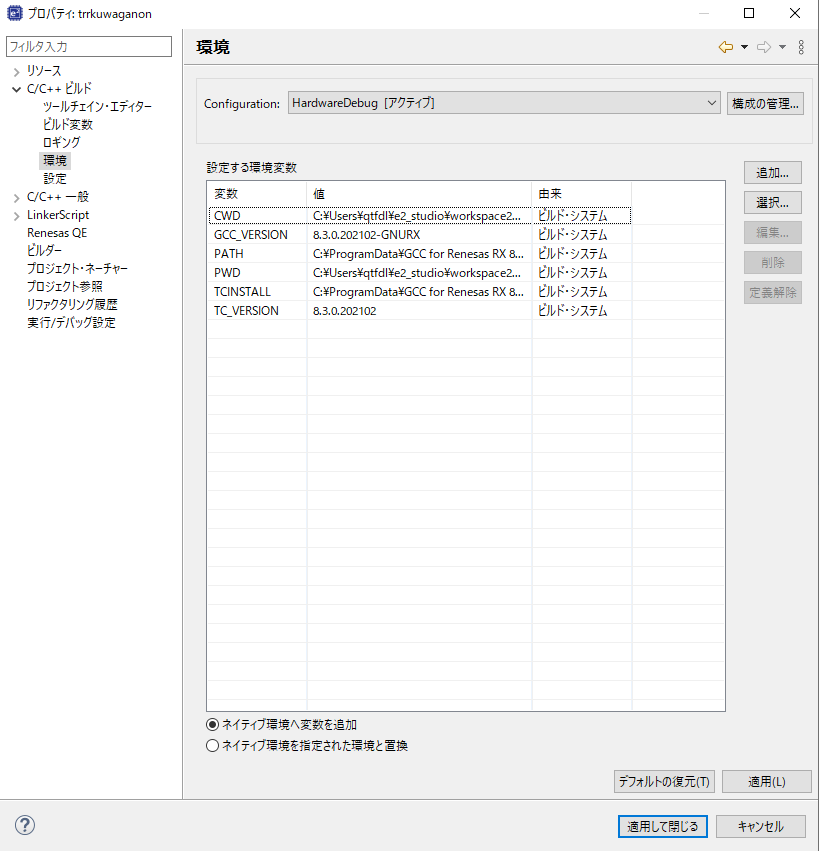 プロパティ: trrkuwaganon
フィルタ入力
リソース
C/C++ ビルド
ツールチェイン・エディター
ビルド変数
ロギング
環境
設定
C/C++ 一般
LinkerScript
Renesas QE
ビルダー
プロジェクト・ネーチャー
プロジェクト参照
リファクタリング履歴
実行/デバッグ設定
環境
Configuration: HardwareDebug [アクティブ] 構成の管理...
設定する環境変数
変数 値 由来
CWD C:¥Users¥qtfdl¥e2_studio¥workspace2... ビルド・システム
GCC_VERSION 8.3.0.202102-GNURX ビルド・システム
PATH C:¥ProgramData¥GCC for Renesas RX 8... ビルド・システム
PWD C:¥Users¥qtfdl¥e2_studio¥workspace2... ビルド・システム
TCINSTALL C:¥ProgramData¥GCC for Renesas RX 8... ビルド・システム
TC_VERSION 8.3.0.202102 ビルド・システム
追加...
選択...
編集...
削除
定義解除
ネイティブ環境へ変数を追加
ネイティブ環境を指定された環境と置換
デフォルトの復元(T) 適用(L)
? 適用して閉じる キャンセル